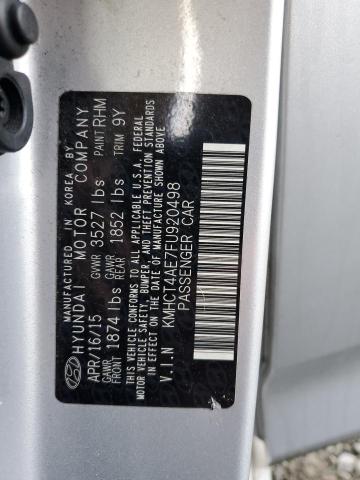 MANUFACTURED IN KOREA BY
HYUNDAI MOTOR COMPANY
APR/16/15 GVWR 3527 lbs PAINT RHM
GAWR FRONT 1874 lbs GAWR REAR 1852 lbs TRIM 9Y
THIS VEHICLE CONFORMS TO ALL APPLICABLE U.S.A. FEDERAL
MOTOR VEHICLE SAFETY, BUMPER, AND THEFT PREVENTION STANDARDS
IN EFFECT ON THE DATE OF MANUFACTURE SHOWN ABOVE.
V.I.N KMHCT4AE7FU920498
PASSENGER CAR